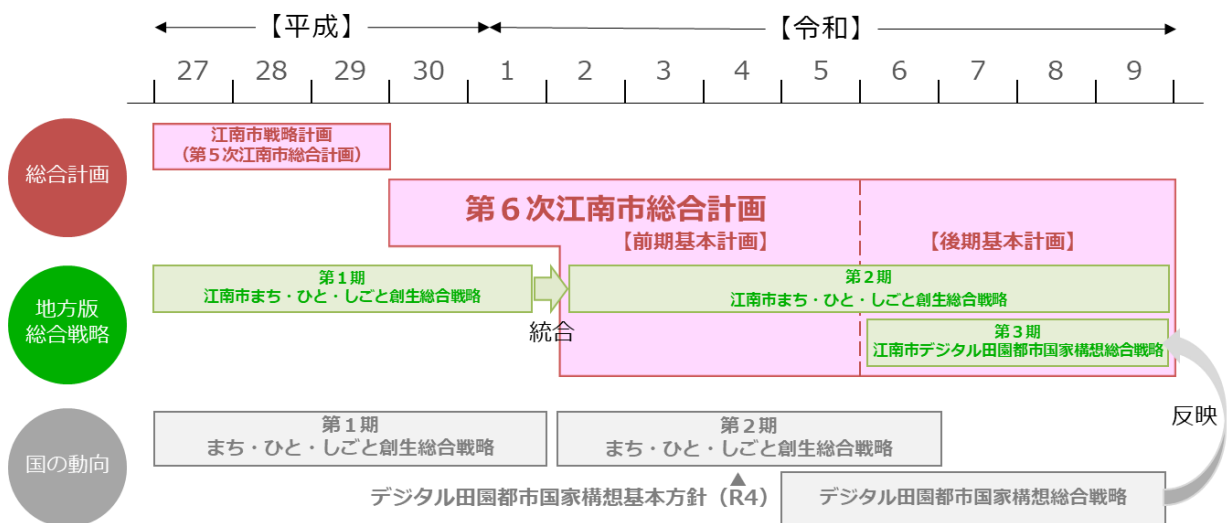 【平成】
【令和】
27 28 29 30 1 2 3 4 5 6 7 8 9
総合計画
江南市戦略計画
（第５次江南市総合計画）
第６次江南市総合計画
【前期基本計画】
【後期基本計画】
地方版
総合戦略
第１期
江南市まち・ひと・しごと創生総合戦略
統合
第２期
江南市まち・ひと・しごと創生総合戦略
第３期
江南市デジタル田園都市国家構想総合戦略
反映
国の動向
第１期
まち・ひと・しごと創生総合戦略
第２期
まち・ひと・しごと創生総合戦略
デジタル田園都市国家構想基本方針（R4）
デジタル田園都市国家構想総合戦略